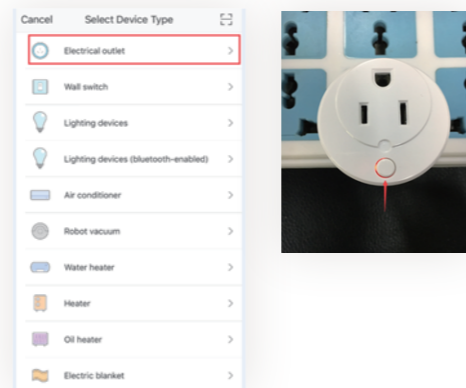 Cancel Select Device Type
Electrical outlet
Wall switch
Lighting devices
Lighting devices (bluetooth-enabled)
Air conditioner
Robot vacuum
Water heater
Heater
Oil heater
Electric blanket